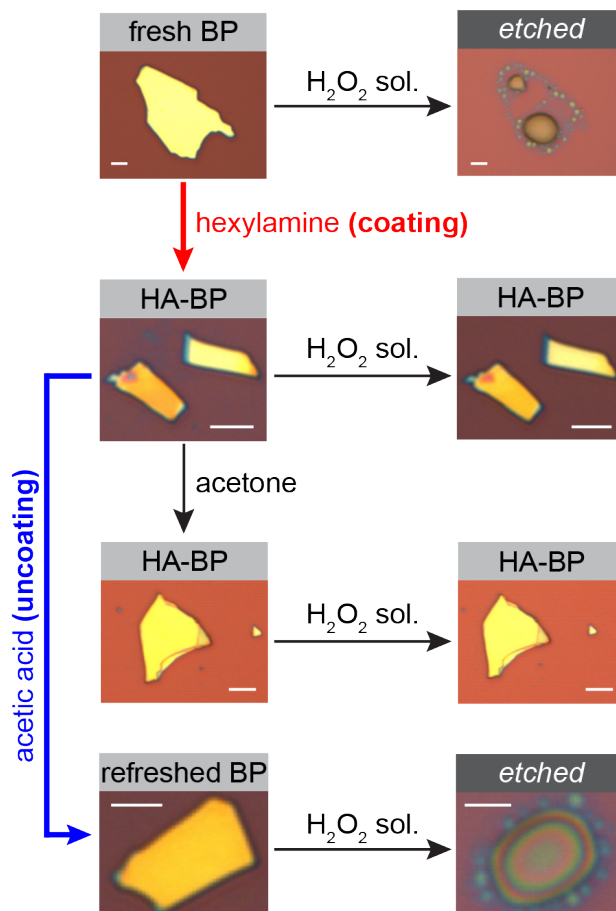 fresh BP
H₂O₂ sol.
etched
hexylamine (coating)
HA-BP
H₂O₂ sol.
HA-BP
acetic acid (uncoating)
acetone
HA-BP
H₂O₂ sol.
HA-BP
refreshed BP
H₂O₂ sol.
etched